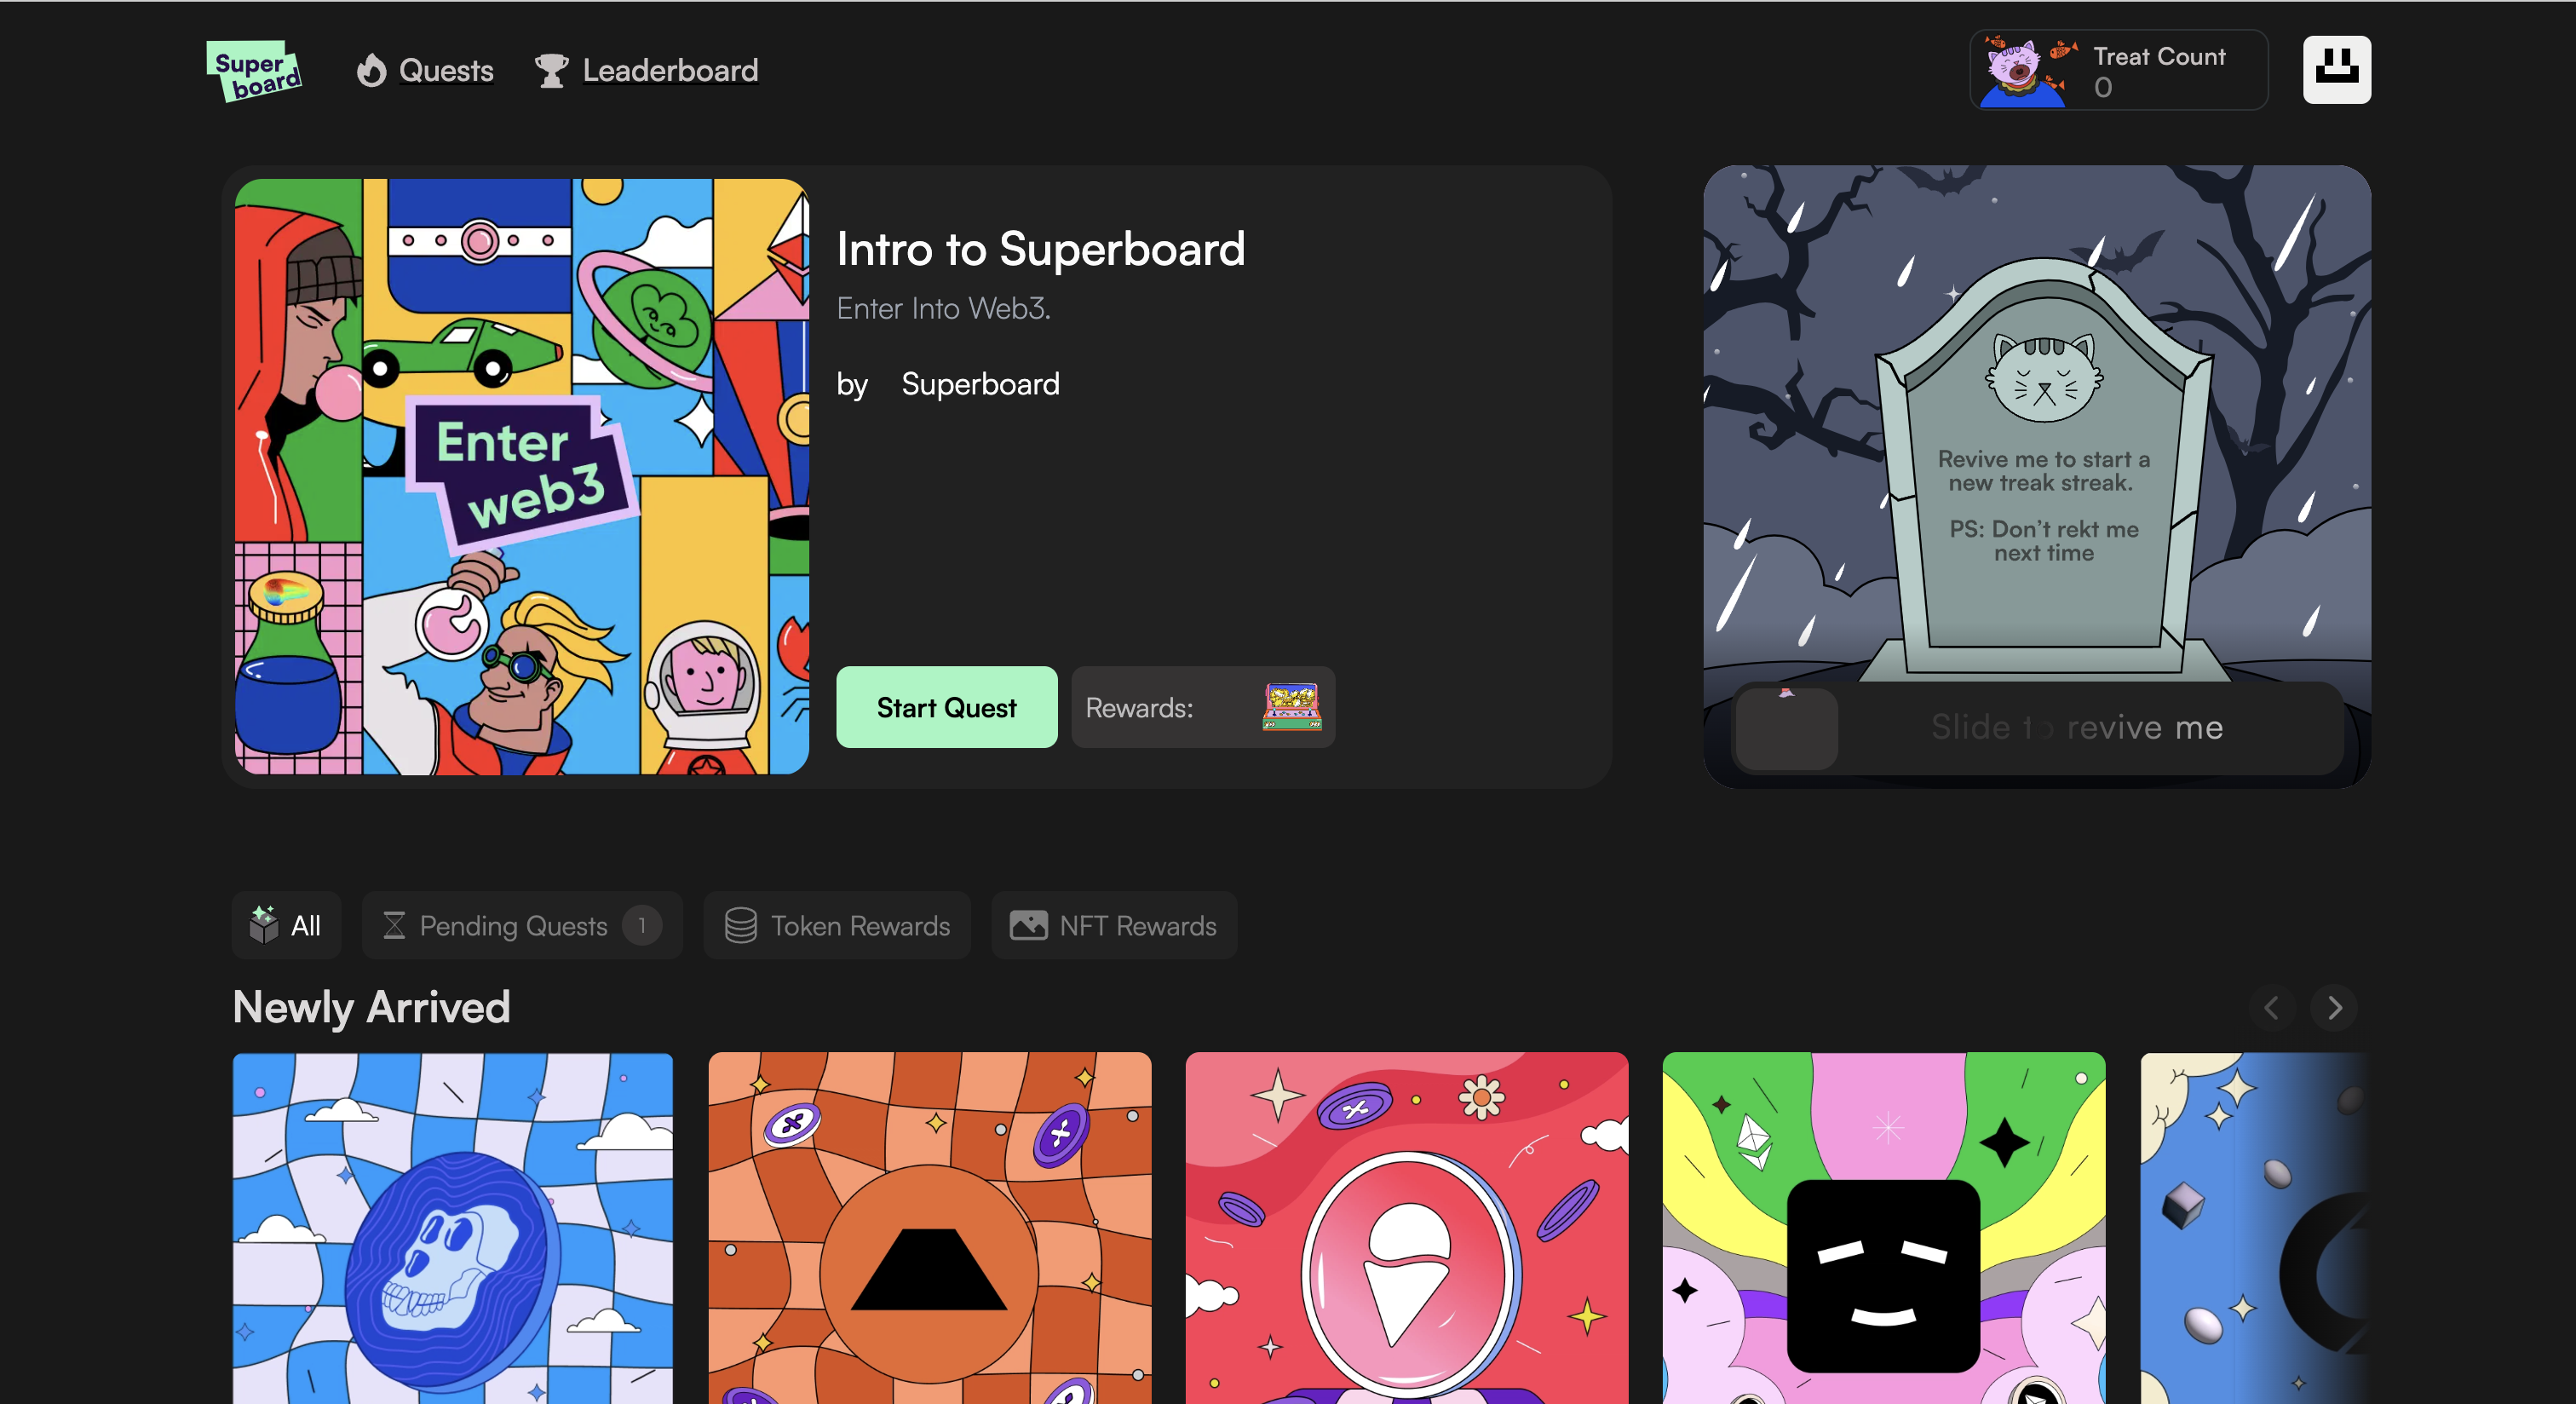 Super
board
Quests
Leaderboard
Treat Count
0
Enter
web3
Intro to Superboard
Enter Into Web3.
by Superboard
Start Quest
Rewards:
Revive me to start a
new treak streak.
PS: Don't rekt me
next time
Slide to revive me
All
Pending Quests 1
Token Rewards
NFT Rewards
Newly Arrived